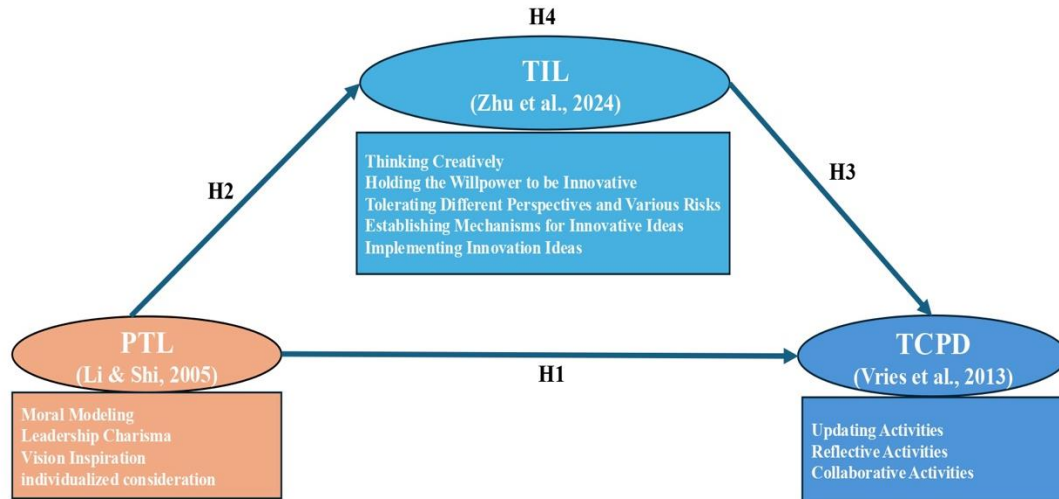 H4
TIL
(Zhu et al., 2024)
Thinking Creatively
Holding the Willpower to be Innovative
Tolerating Different Perspectives and Various Risks
Establishing Mechanisms for Innovative Ideas
Implementing Innovation Ideas
H2
H3
PTL
(Li & Shi, 2005)
Moral Modeling
Leadership Charisma
Vision Inspiration
individualized consideration
H1
TCPD
(Vries et al., 2013)
Updating Activities
Reflective Activities
Collaborative Activities